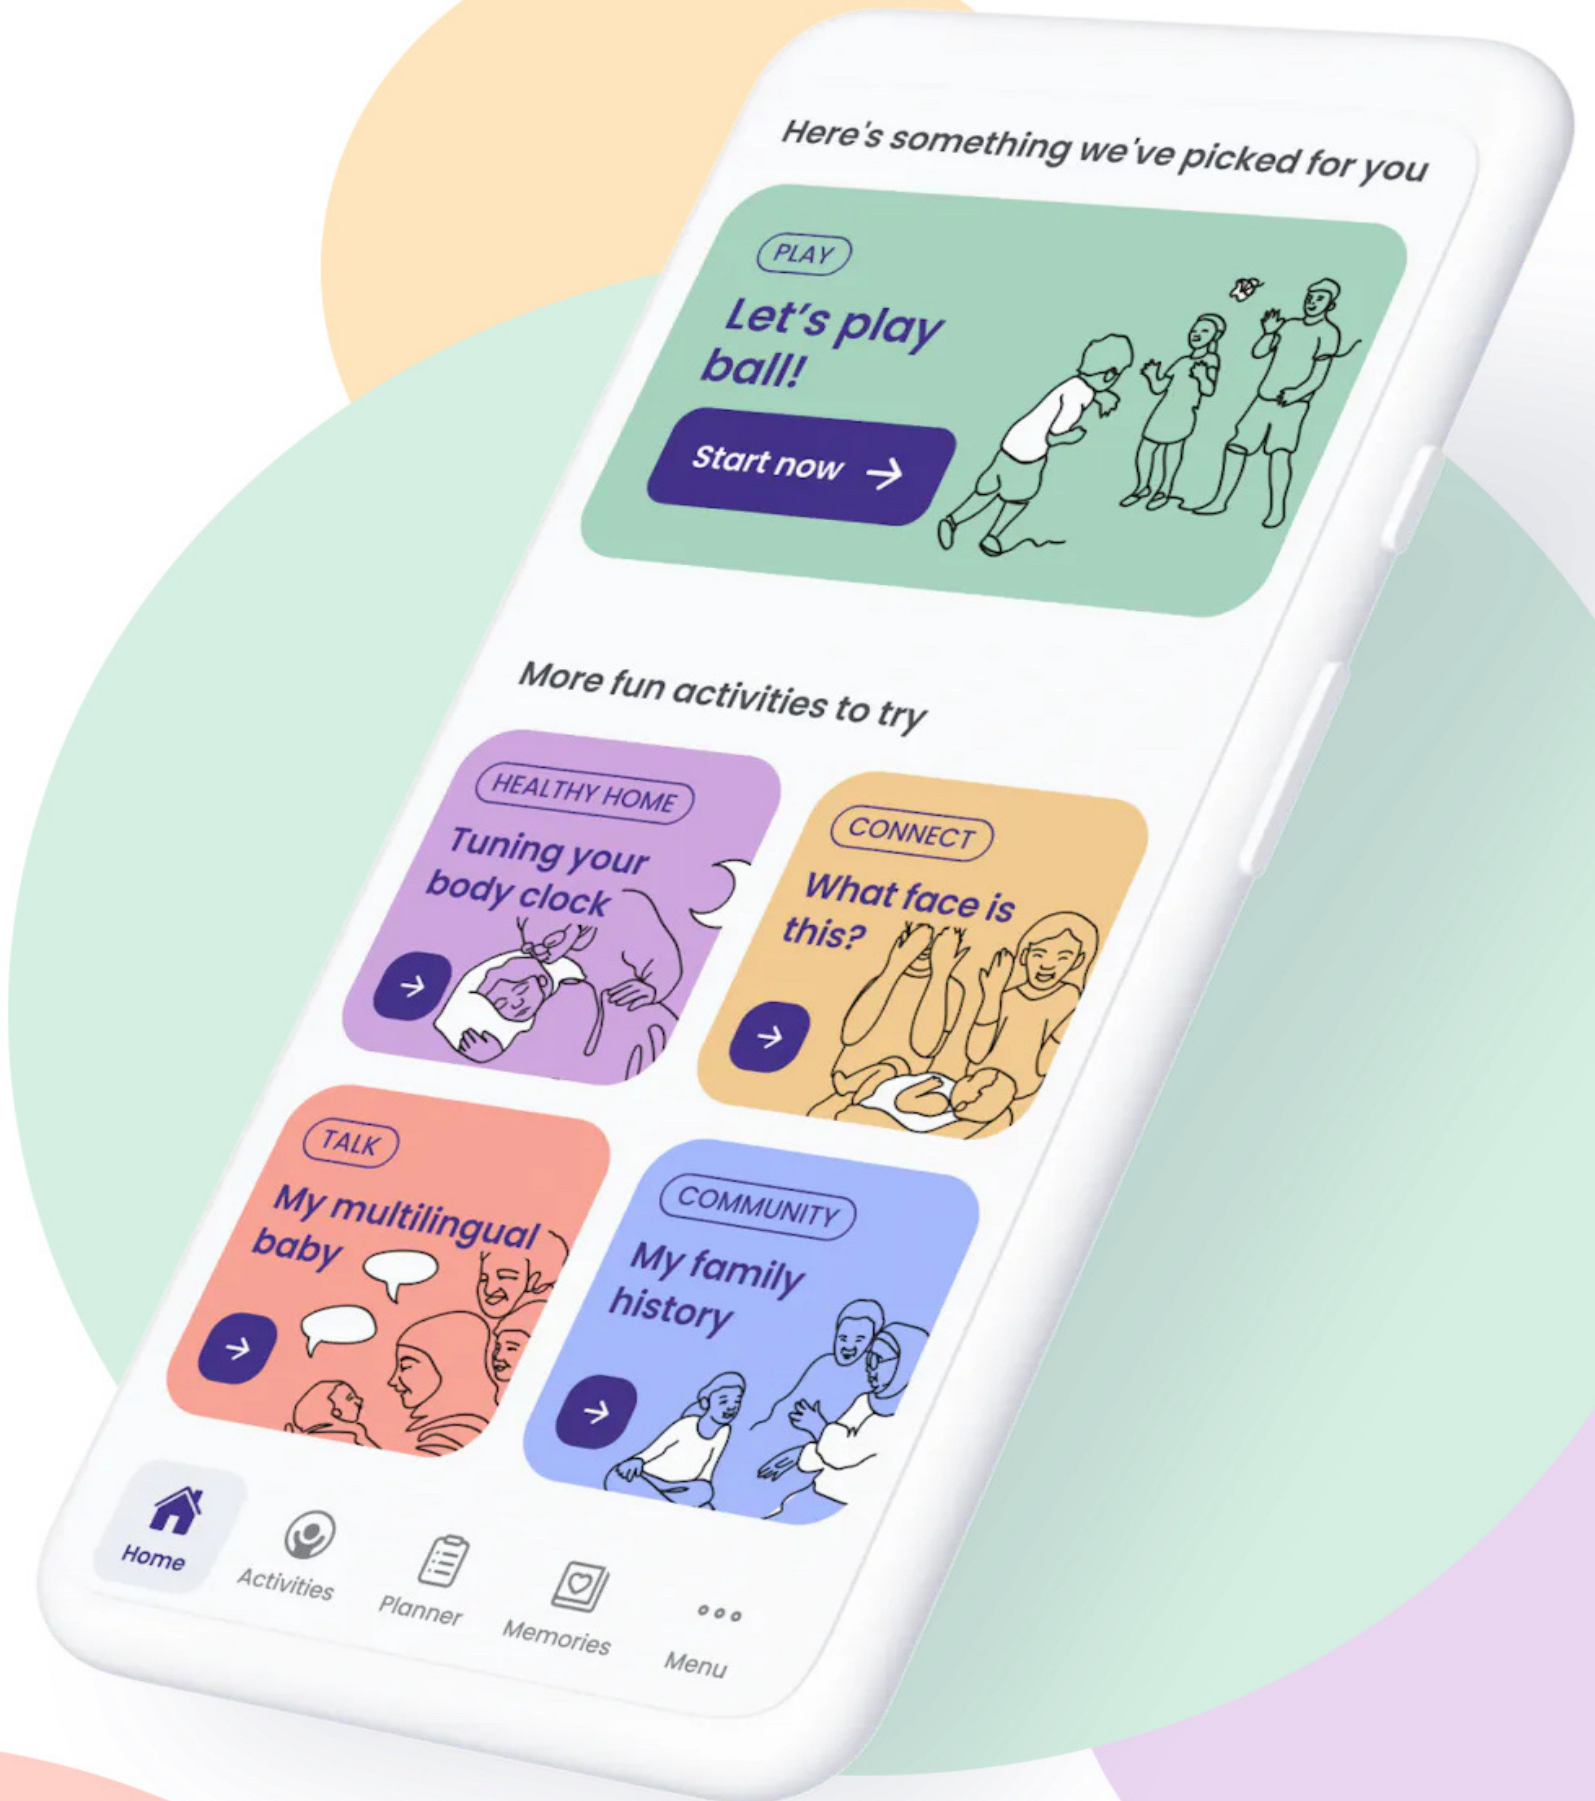 Here's something we've picked for you
PLAY
Let’s play
ball!
Start now
More fun activities to try
HEALTHY HOME
Tuning your
body clock
CONNECT
What face is
this?
TALK
My multilingual
baby
COMMUNITY
My family
history
Home
Activities
Planner
Memories
Menu